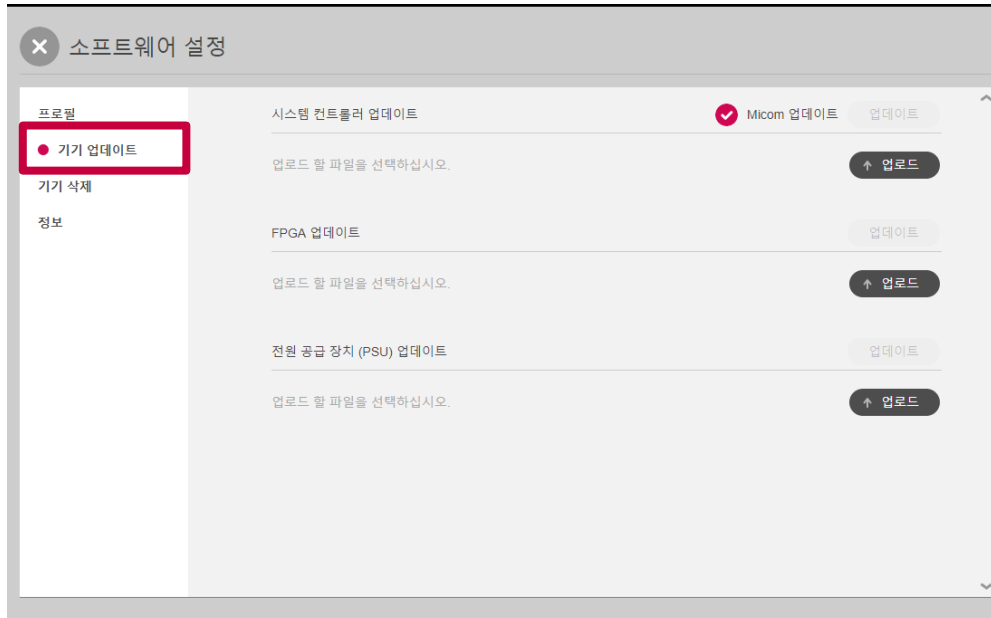 소프트웨어 설정
프로필
기기 업데이트
기기 삭제
정보
시스템 컨트롤러 업데이트
Micom 업데이트
업데이트
업로드 할 파일을 선택하십시오.
업로드
FPGA 업데이트
업데이트
업로드 할 파일을 선택하십시오.
업로드
전원 공급 장치 (PSU) 업데이트
업데이트
업로드 할 파일을 선택하십시오.
업로드